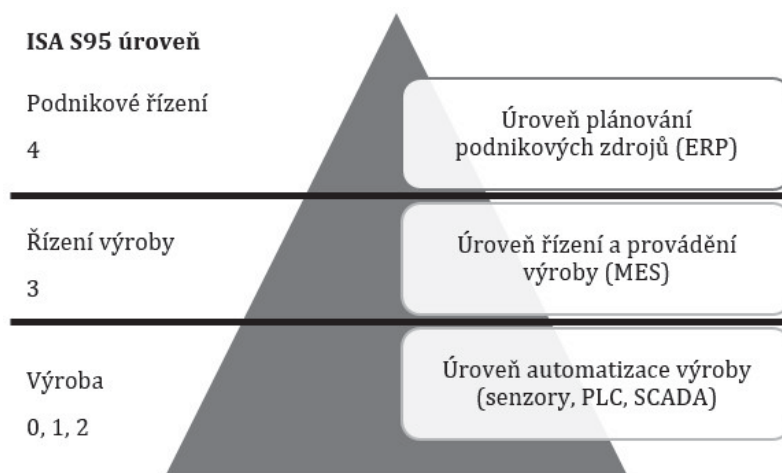 ISA S95 úroveň
Podnikové řízení
4
Úroveň plánování
podnikových zdrojů (ERP)
Řízení výroby
3
Úroveň řízení a provádění
výroby (MES)
Výroba
0, 1, 2
Úroveň automatizace výroby
(senzory, PLC, SCADA)